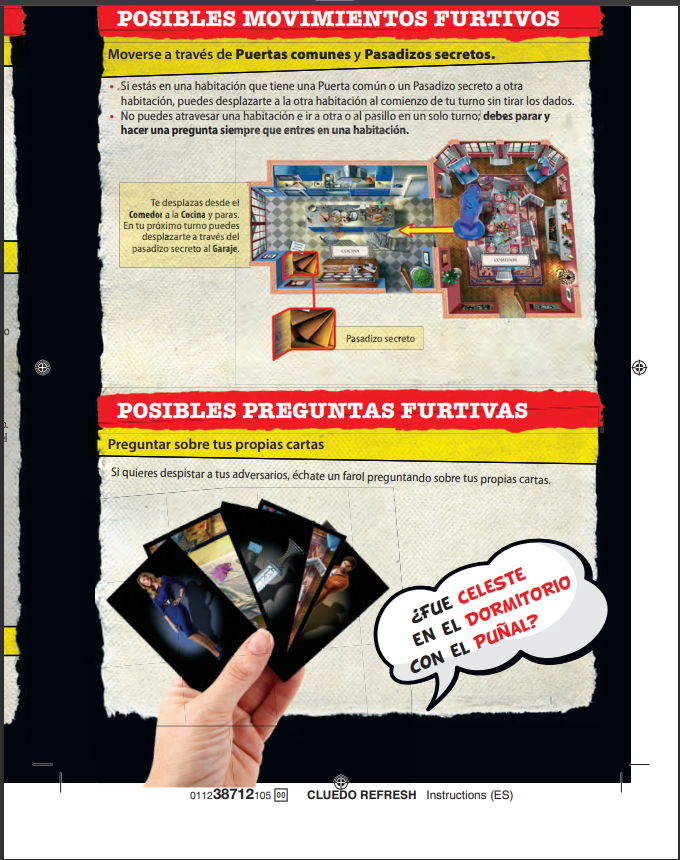 POSIBLES MOVIMIENTOS FURTIVOS
Moverse a través de Puertas comunes y Pasadizos secretos.
• Si estás en una habitación que tiene una Puerta común o un Pasadizo secreto a otra
habitación, puedes desplazarte a la otra habitación al comienzo de tu turno sin tirar los dados.
• No puedes atravesar una habitación e ir a otra o al pasillo en un solo turno; debes parar y
hacer una pregunta siempre que entres en una habitación.
Te desplazas desde el
Comedor a la Cocina y paras.
En tu próximo turno puedes
desplazarte a través del
pasadizo secreto al Garaje.
COCINA
COMEDOR
Pasadizo secreto
POSIBLES PREGUNTAS FURTIVAS
Preguntar sobre tus propias cartas
Si quieres despistar a tus adversarios, échate un farol preguntando sobre tus propias cartas.
¿FUE CELESTE
EN EL DORMITORIO
CON EL PUÑAL?
011238712105 00 CLUEDO REFRESH Instructions (ES)